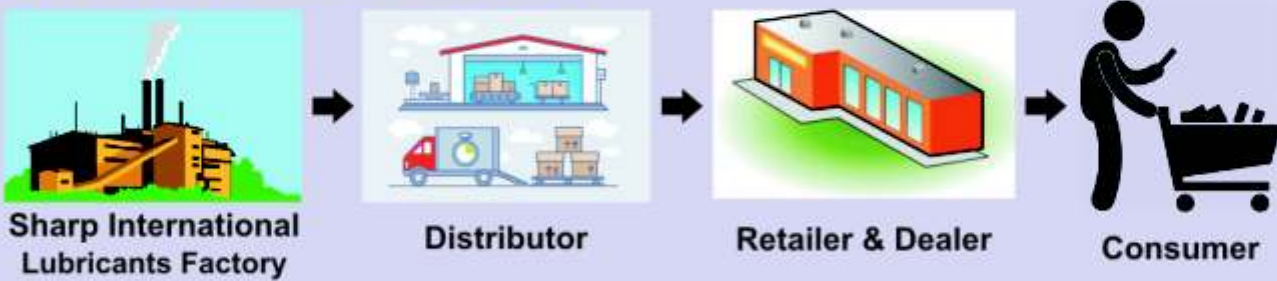 Sharp International
Lubricants Factory
Distributor
Retailer & Dealer
Consumer